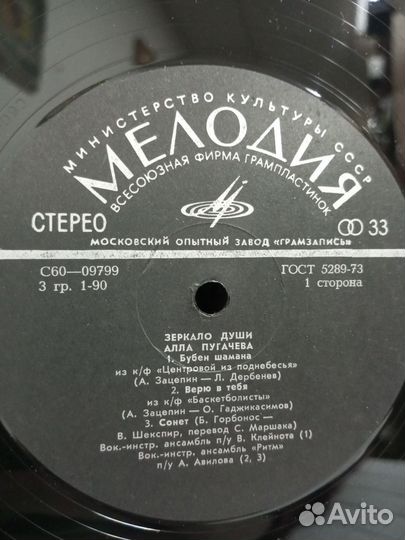 МИНИСТЕРСТВО КУЛЬТУРЫ СССР
МЕЛОДИЯ
ВСЕСОЮЗНАЯ ФИРМА ГРАМПЛАСТИНОК
СТЕРЕО 33
МОСКОВСКИЙ ОПЫТНЫЙ ЗАВОД «ГРАМЗАПИСЬ»
С60—09799 ГОСТ 5289-73
3 гр. 1-90 1 сторона
ЗЕРКАЛО ДУШИ
АЛЛА ПУГАЧЕВА
1. Бубен шамана
из к/ф «Центровой из поднебесья»
(А. Зацепин — Л. Дербенев)
2. Верю в тебя
из к/ф «Баскетболисты»
(А. Зацепин — О. Гаджикасимов)
3. Сонет (Б. Горбонос —
В. Шекспир, перевод С. Маршака)
Вок.-инстр. ансамбль п/у В. Клейнота (1)
Вок.-инстр. ансамбль «Ритм»
п/у А. Авилова (2, 3)
Avito